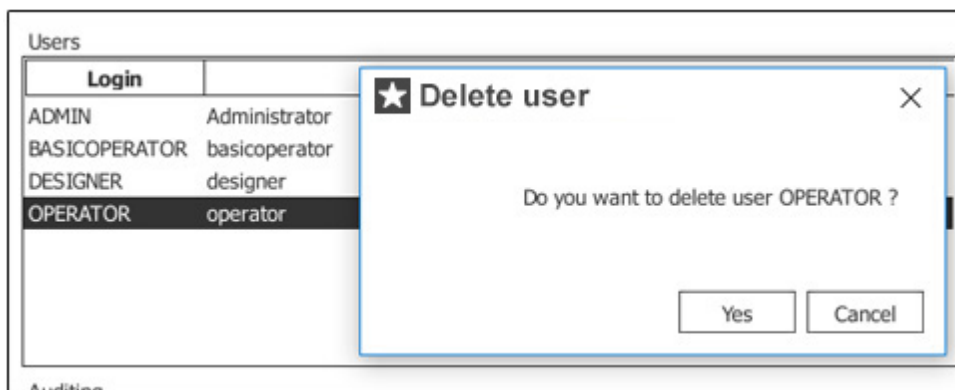 Users
Login
Delete user
ADMIN Administrator
BASICOPERATOR basicoperator
DESIGNER designer
OPERATOR operator
Do you want to delete user OPERATOR ?
Yes Cancel
Auditing